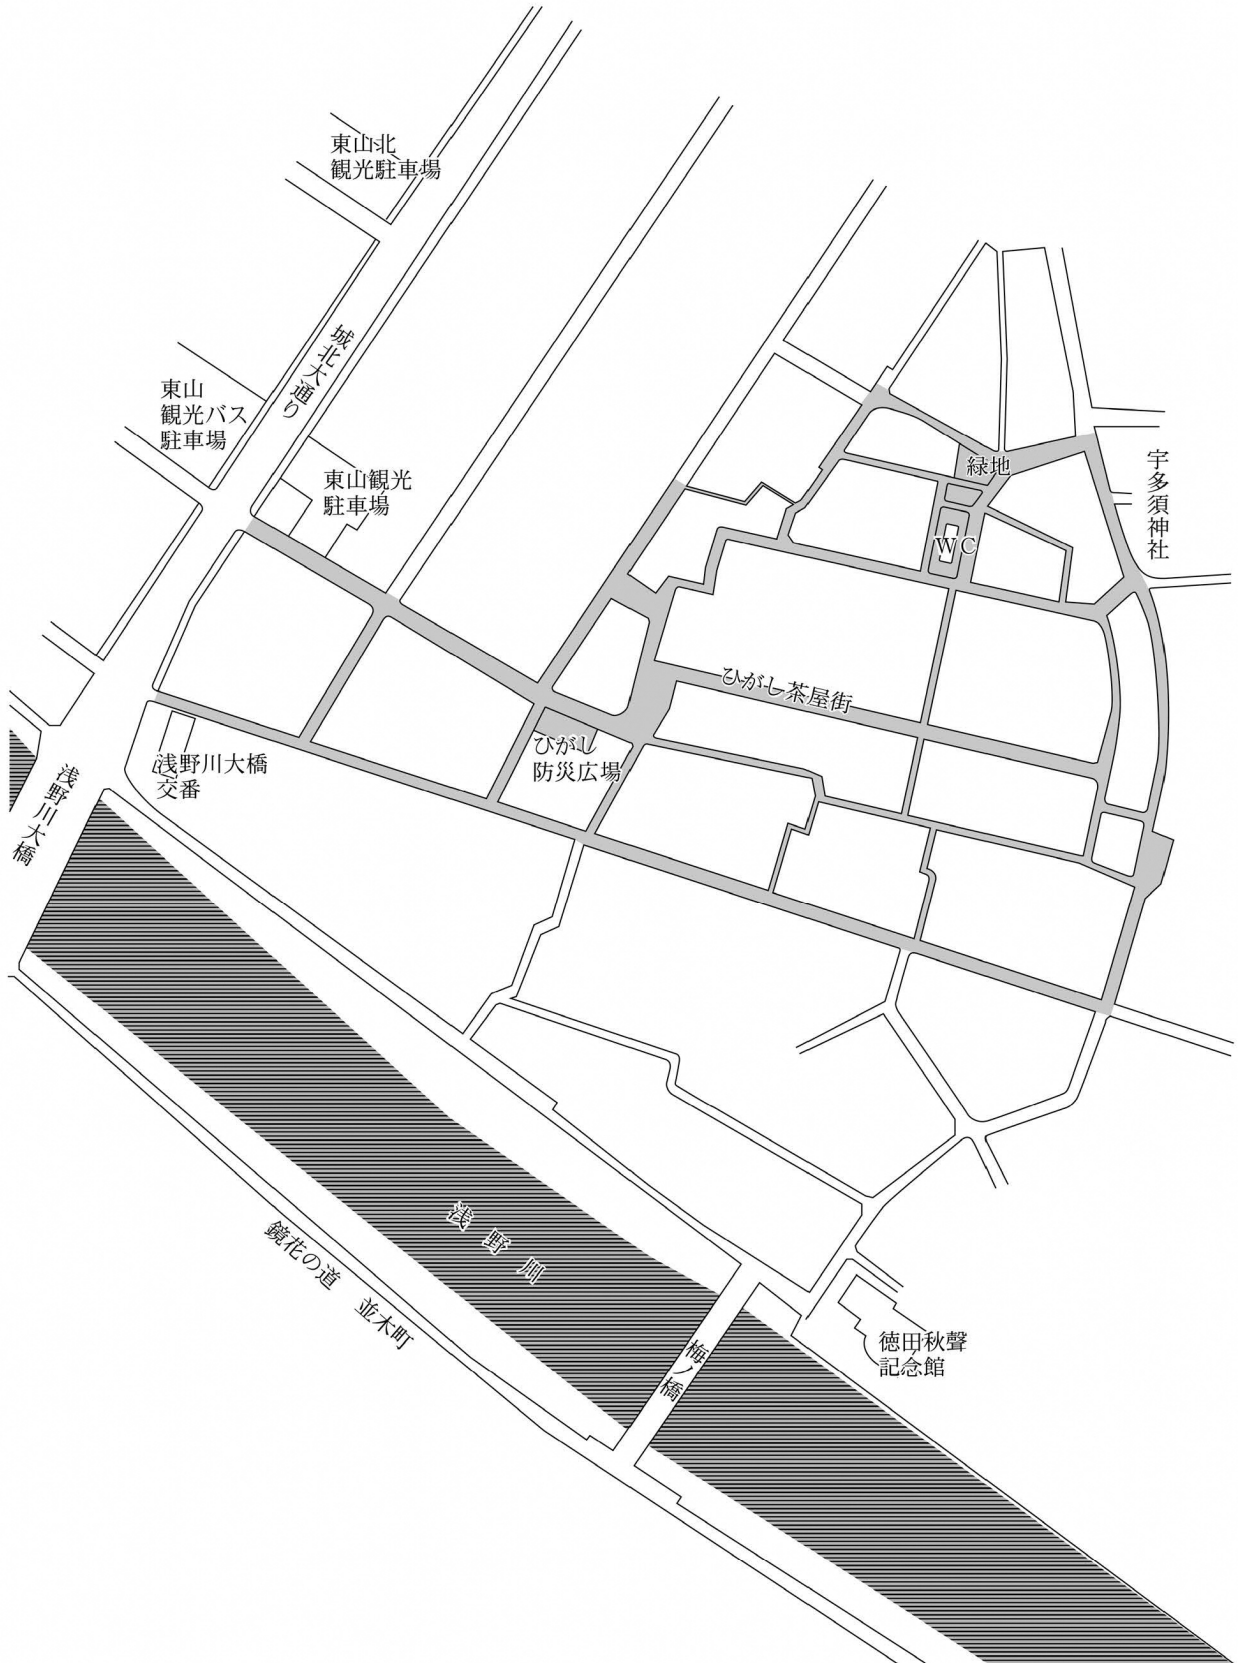 東山北
観光駐車場
城北大通り
東山
観光バス
駐車場
東山観光
駐車場
緑地
宇多須神社
WC
ひがし茶屋街
ひがし
防災広場
浅野川大橋
交番
浅野川大橋
浅野川
鏡花の道 並木町
梅ノ橋
徳田秋聲
記念館